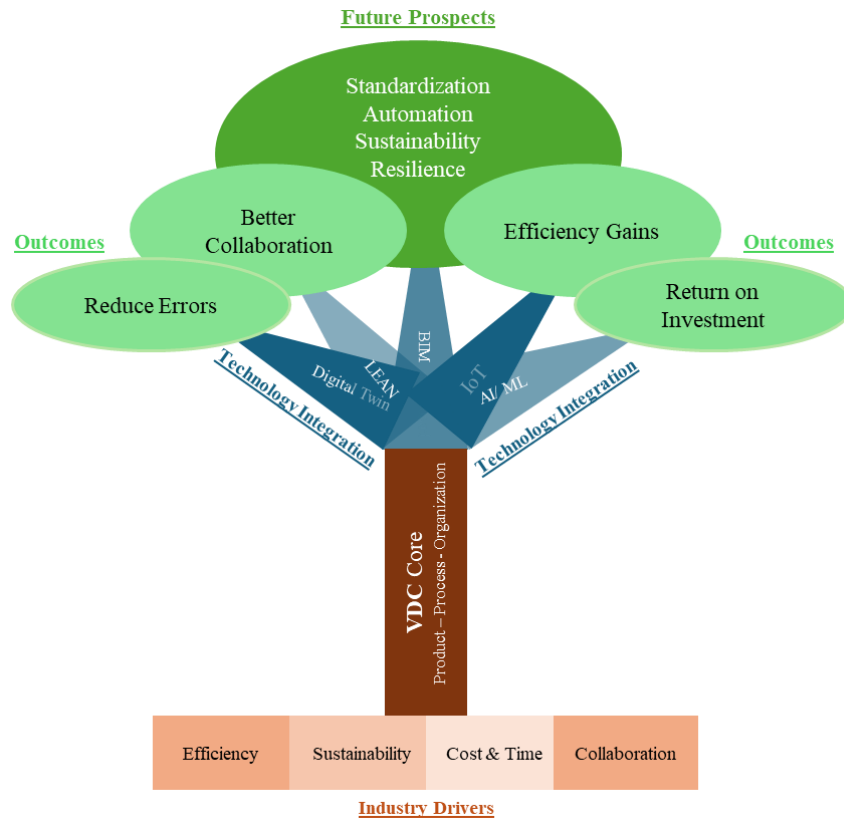 Future Prospects
Standardization
Automation
Sustainability
Resilience
Better
Collaboration
Efficiency Gains
Outcomes
Outcomes
Reduce Errors
Return on
Investment
BIM
LEAN
IoT
Digital Twin
AI/ ML
Technology Integration
Technology Integration
VDC Core
Product – Process - Organization
Efficiency
Sustainability
Cost & Time
Collaboration
Industry Drivers